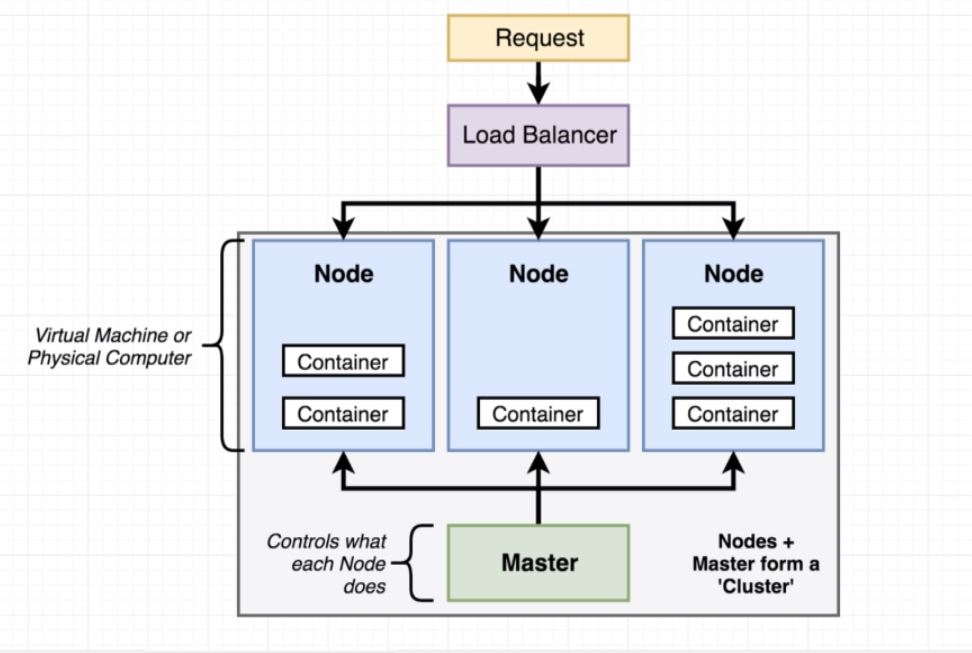 Request
Load Balancer
Node
Node
Node
Container
Virtual Machine or
Physical Computer
Container
Container
Container
Container
Container
Controls what
each Node
does
Master
Nodes +
Master form a
'Cluster'